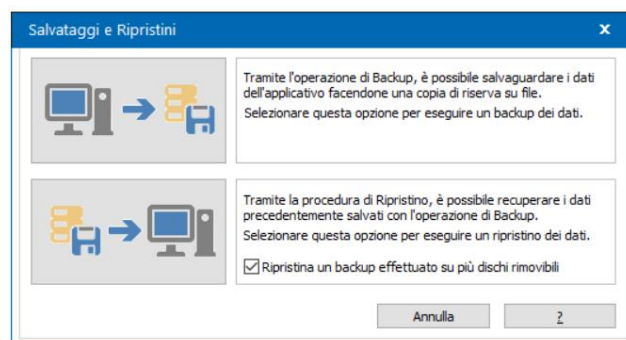 Salvataggi e Ripristini
x
Tramite l'operazione di Backup, è possibile salvaguardare i dati
dell'applicativo facendone una copia di riserva su file.
Selezionare questa opzione per eseguire un backup dei dati.
Tramite la procedura di Ripristino, è possibile recuperare i dati
precedentemente salvati con l'operazione di Backup.
Selezionare questa opzione per eseguire un ripristino dei dati.
Ripristina un backup effettuato su più dischi rimovibili
Annulla
?